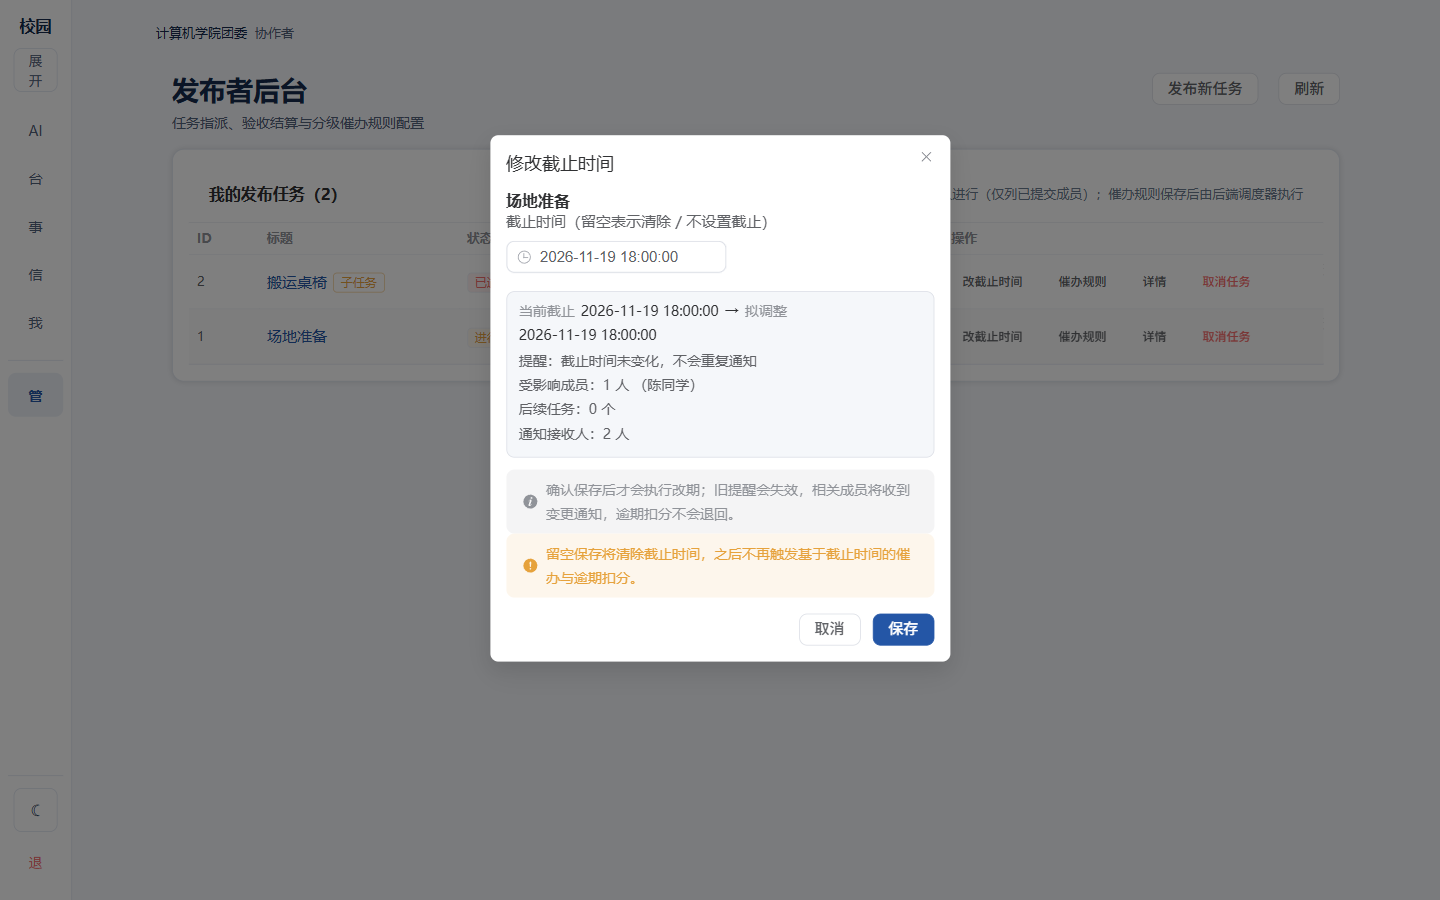 校园
展
开
AI
台
事
信
我
管
退
计算机学院团委 协作者
发布者后台
任务指派、验收结算与分级催办规则配置
发布新任务
刷新
我的发布任务（2）
进行（仅列已提交成员）；催办规则保存后由后端调度器执行
ID 标题 状态 操作
2 搬运桌椅 子任务 已 改截止时间 催办规则 详情 取消任务
1 场地准备 进 改截止时间 催办规则 详情 取消任务
修改截止时间
场地准备
截止时间（留空表示清除 / 不设置截止）
2026-11-19 18:00:00
当前截止 2026-11-19 18:00:00 → 拟调整
2026-11-19 18:00:00
提醒：截止时间未变化，不会重复通知
受影响成员：1 人 （陈同学）
后续任务：0 个
通知接收人：2 人
确认保存后才会执行改期；旧提醒会失效，相关成员将收到
变更通知，逾期扣分不会退回。
留空保存将清除截止时间，之后不再触发基于截止时间的催
办与逾期扣分。
取消
保存